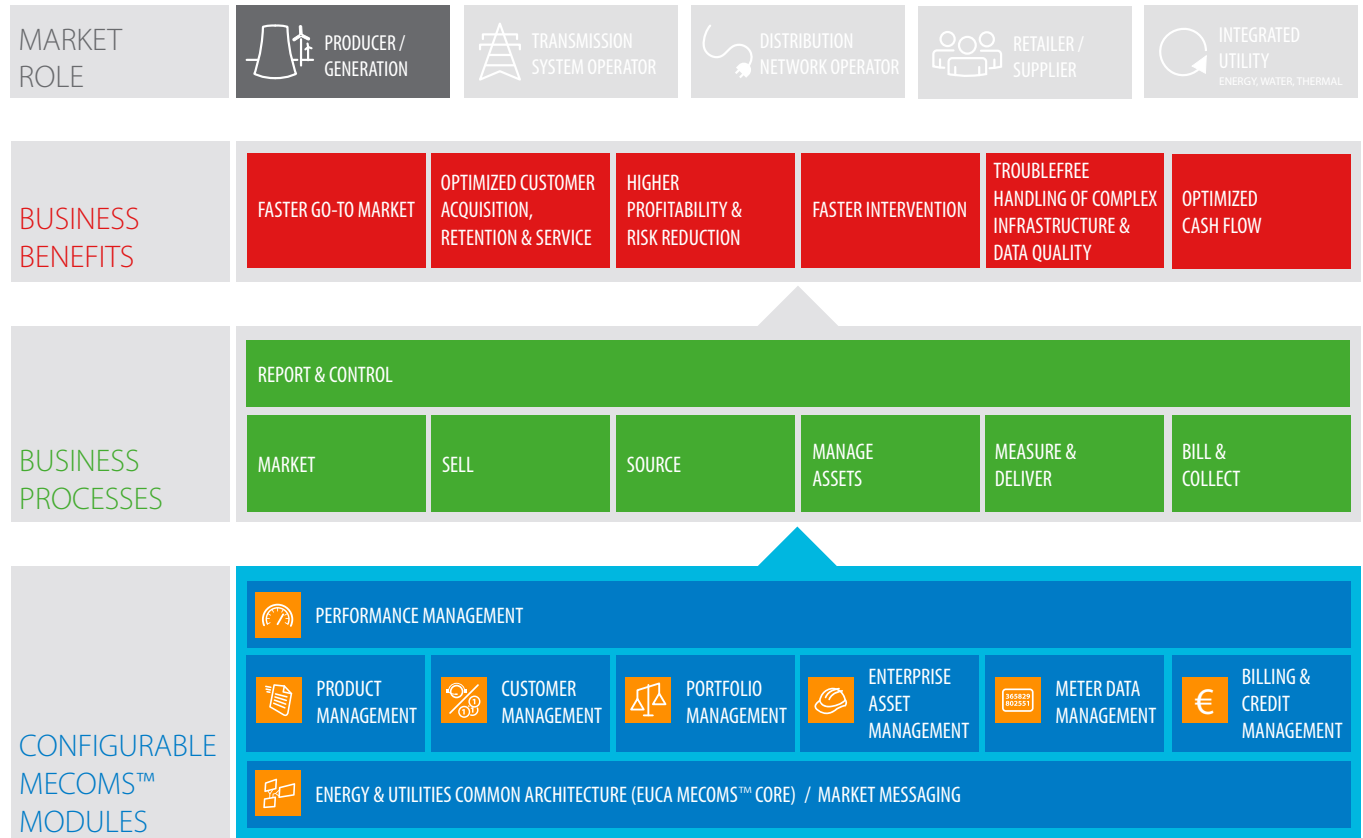 MARKET
ROLE
PRODUCER /
GENERATION
TRANSMISSION
SYSTEM OPERATOR
DISTRIBUTION
NETWORK OPERATOR
RETAILER /
SUPPLIER
INTEGRATED
UTILITY
ENERGY, WATER, THERMAL
BUSINESS
BENEFITS
FASTER GO-TO MARKET
OPTIMIZED CUSTOMER
ACQUISITION,
RETENTION & SERVICE
HIGHER
PROFITABILITY &
RISK REDUCTION
FASTER INTERVENTION
TROUBLEFREE
HANDLING OF COMPLEX
INFRASTRUCTURE &
DATA QUALITY
OPTIMIZED
CASH FLOW
BUSINESS
PROCESSES
REPORT & CONTROL
MARKET
SELL
SOURCE
MANAGE
ASSETS
MEASURE &
DELIVER
BILL &
COLLECT
CONFIGURABLE
MECOMS™
MODULES
PERFORMANCE MANAGEMENT
PRODUCT
MANAGEMENT
CUSTOMER
MANAGEMENT
PORTFOLIO
MANAGEMENT
ENTERPRISE
ASSET
MANAGEMENT
365829
802551
METER DATA
MANAGEMENT
€
BILLING &
CREDIT
MANAGEMENT
ENERGY & UTILITIES COMMON ARCHITECTURE (EUCA MECOMS™ CORE) / MARKET MESSAGING